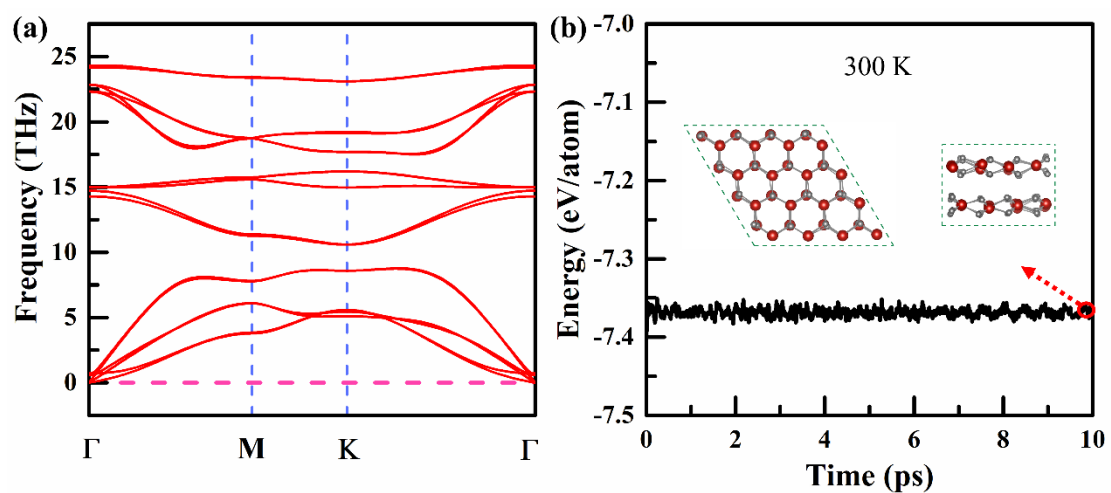 (a)
Frequency (THz)
25
20
15
10
5
0
Γ M K Γ
(b)
Energy (eV/atom)
-7.0
-7.1
-7.2
-7.3
-7.4
-7.5
300 K
0 2 4 6 8 10
Time (ps)